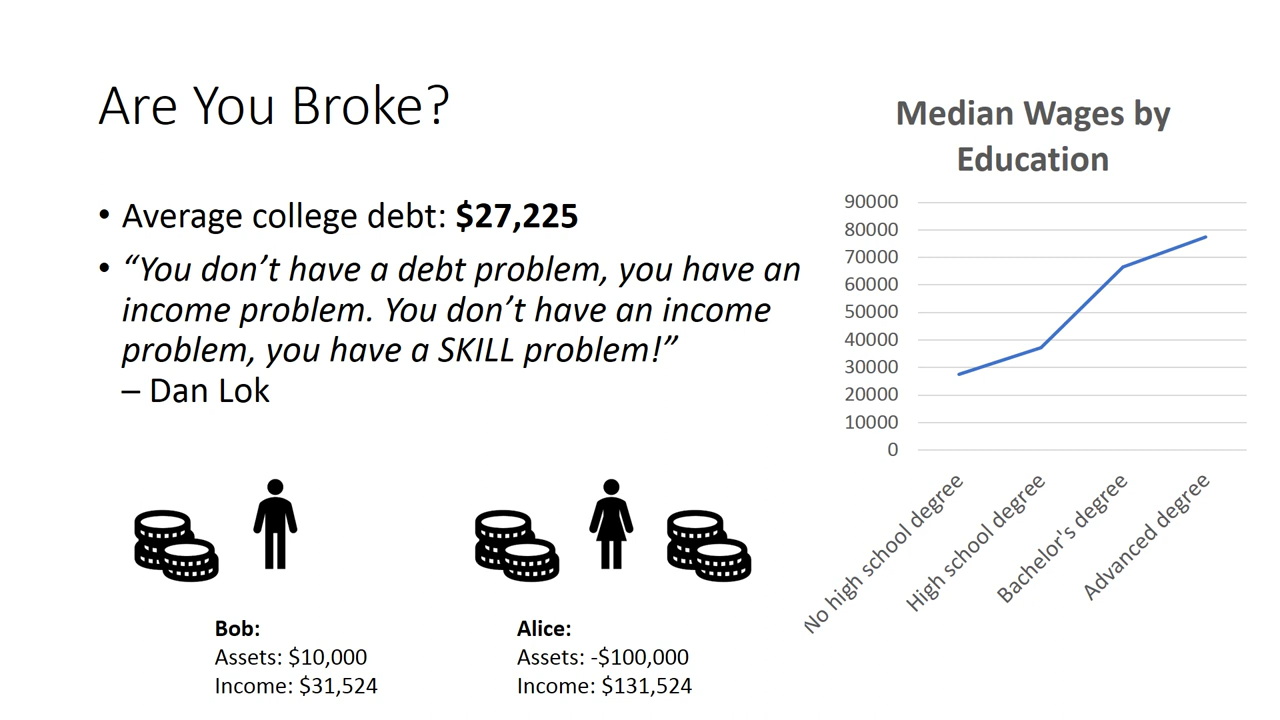 Are You Broke?
• Average college debt: $27,225
• “You don’t have a debt problem, you have an
income problem. You don’t have an income
problem, you have a SKILL problem!”
– Dan Lok
Bob:
Assets: $10,000
Income: $31,524
Alice:
Assets: -$100,000
Income: $131,524
Median Wages by
Education
90000
80000
70000
60000
50000
40000
30000
20000
10000
0
No high school degree
High school degree
Bachelor's degree
Advanced degree